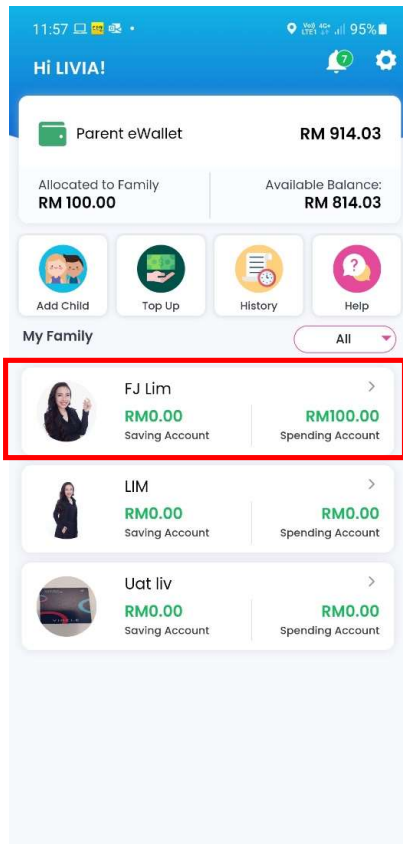 11:57
VoB 4G+ LTE1 95%
Hi LIVIA!
7
Parent eWallet RM 914.03
Allocated to Family Available Balance:
RM 100.00 RM 814.03
Add Child Top Up History Help
My Family All
FJ Lim
RM0.00 RM100.00
Saving Account Spending Account
LIM
RM0.00 RM0.00
Saving Account Spending Account
Uat liv
RM0.00 RM0.00
Saving Account Spending Account